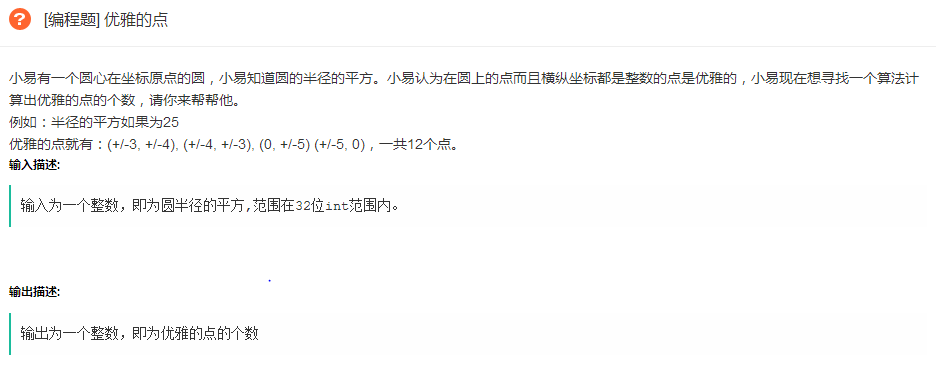 ? [编程题] 优雅的点
小易有一个圆心在坐标原点的圆，小易知道圆的半径的平方。小易认为在圆上的点而且横纵坐标都是整数的点是优雅的，小易现在想寻找一个算法计
算出优雅的点的个数，请你来帮帮他。
例如：半径的平方如果为25
优雅的点就有：(+/-3, +/-4), (+/-4, +/-3), (0, +/-5) (+/-5, 0)，一共12个点。
输入描述:
输入为一个整数，即为圆半径的平方,范围在32位int范围内。
输出描述:
输出为一个整数，即为优雅的点的个数